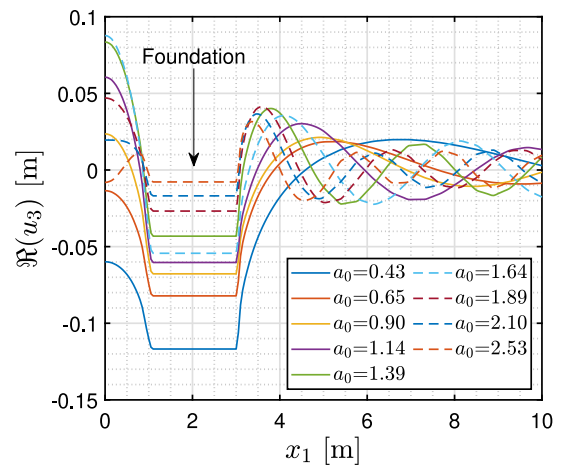 0.1
Foundation
0.05
0
-0.05
-0.1
-0.15
ℜ(u₃) [m]
a₀=0.43
a₀=0.65
a₀=0.90
a₀=1.14
a₀=1.39
a₀=1.64
a₀=1.89
a₀=2.10
a₀=2.53
0 2 4 6 8 10
x₁ [m]